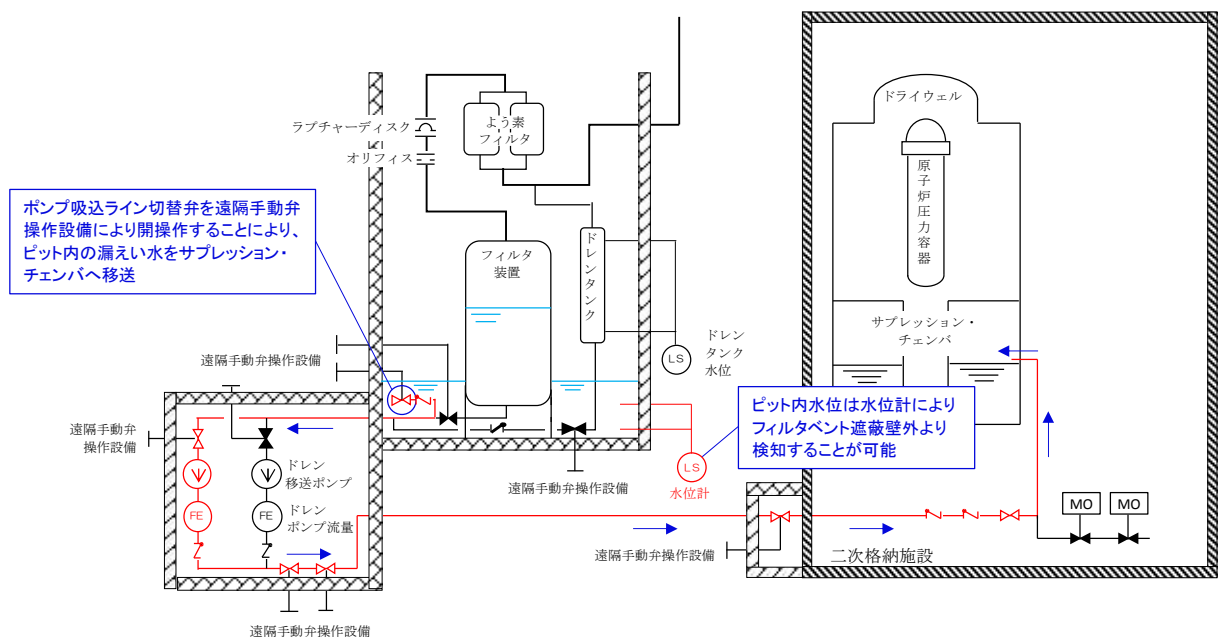 ドライウェル
ラプチャーディスク
よう素
フィルタ
オリフィス
原子炉圧力容器
ポンプ吸込ライン切替弁を遠隔手動弁
操作設備により開操作することにより、
ピット内の漏えい水をサプレッション・
チェンバへ移送
フィルタ
装置
ドレンタンク
サプレッション・
チェンバ
ドレン
タンク
水位
LS
遠隔手動弁操作設備
ピット内水位は水位計により
フィルタベント遮蔽壁外より
検知することが可能
遠隔手動弁
操作設備
ドレン
移送ポンプ
LS
水位計
遠隔手動弁操作設備
FE
FE
ドレン
ポンプ流量
MO
MO
遠隔手動弁操作設備
二次格納施設
遠隔手動弁操作設備